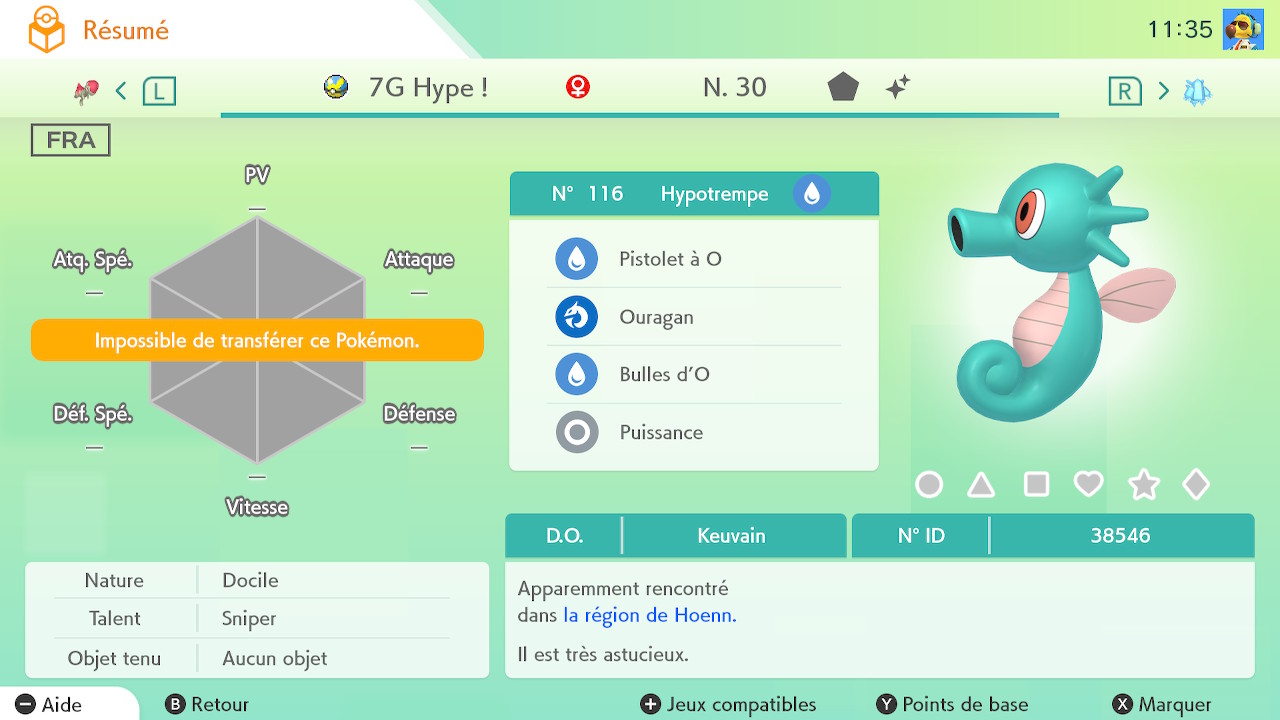 Résumé
11:35
L
7G Hype !
N. 30
R
FRA
PV
—
Atq. Spé.
—
Attaque
—
Impossible de transférer ce Pokémon.
Déf. Spé.
—
Défense
—
—
Vitesse
N° 116 Hypotrempe
Pistolet à O
Ouragan
Bulles d'O
Puissance
D.O. Keuvain
N° ID 38546
Apparemment rencontré
dans la région de Hoenn.
Il est très astucieux.
Nature Docile
Talent Sniper
Objet tenu Aucun objet
Aide
B Retour
Jeux compatibles
Y Points de base
X Marquer